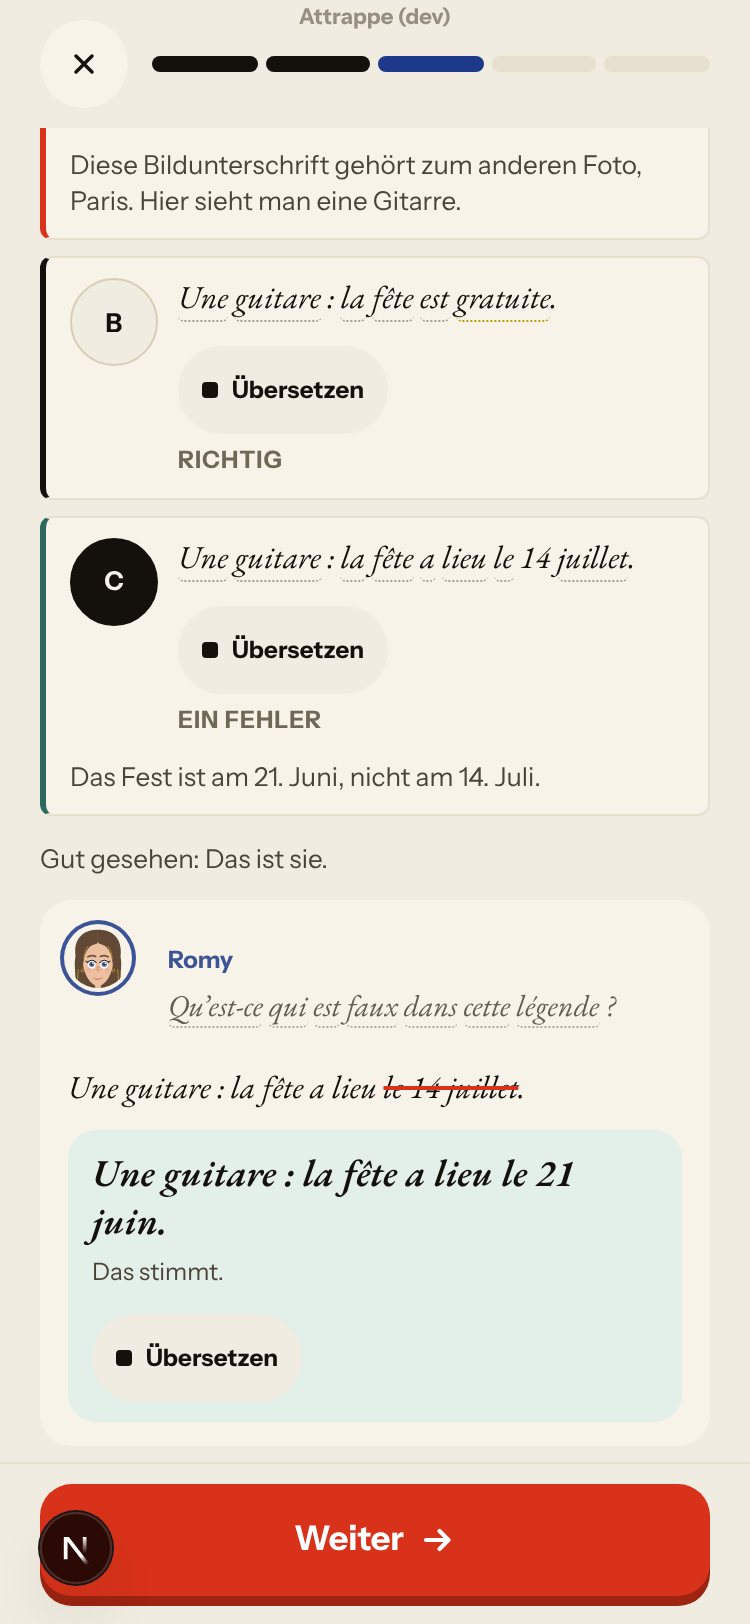 Attrappe (dev)
Diese Bildunterschrift gehört zum anderen Foto,
Paris. Hier sieht man eine Gitarre.
B
Une guitare : la fête est gratuite.
Übersetzen
RICHTIG
C
Une guitare : la fête a lieu le 14 juillet.
Übersetzen
EIN FEHLER
Das Fest ist am 21. Juni, nicht am 14. Juli.
Gut gesehen: Das ist sie.
Romy
Qu’est-ce qui est faux dans cette légende ?
Une guitare : la fête a lieu le 14 juillet.
Une guitare : la fête a lieu le 21
juin.
Das stimmt.
Übersetzen
Weiter →
N